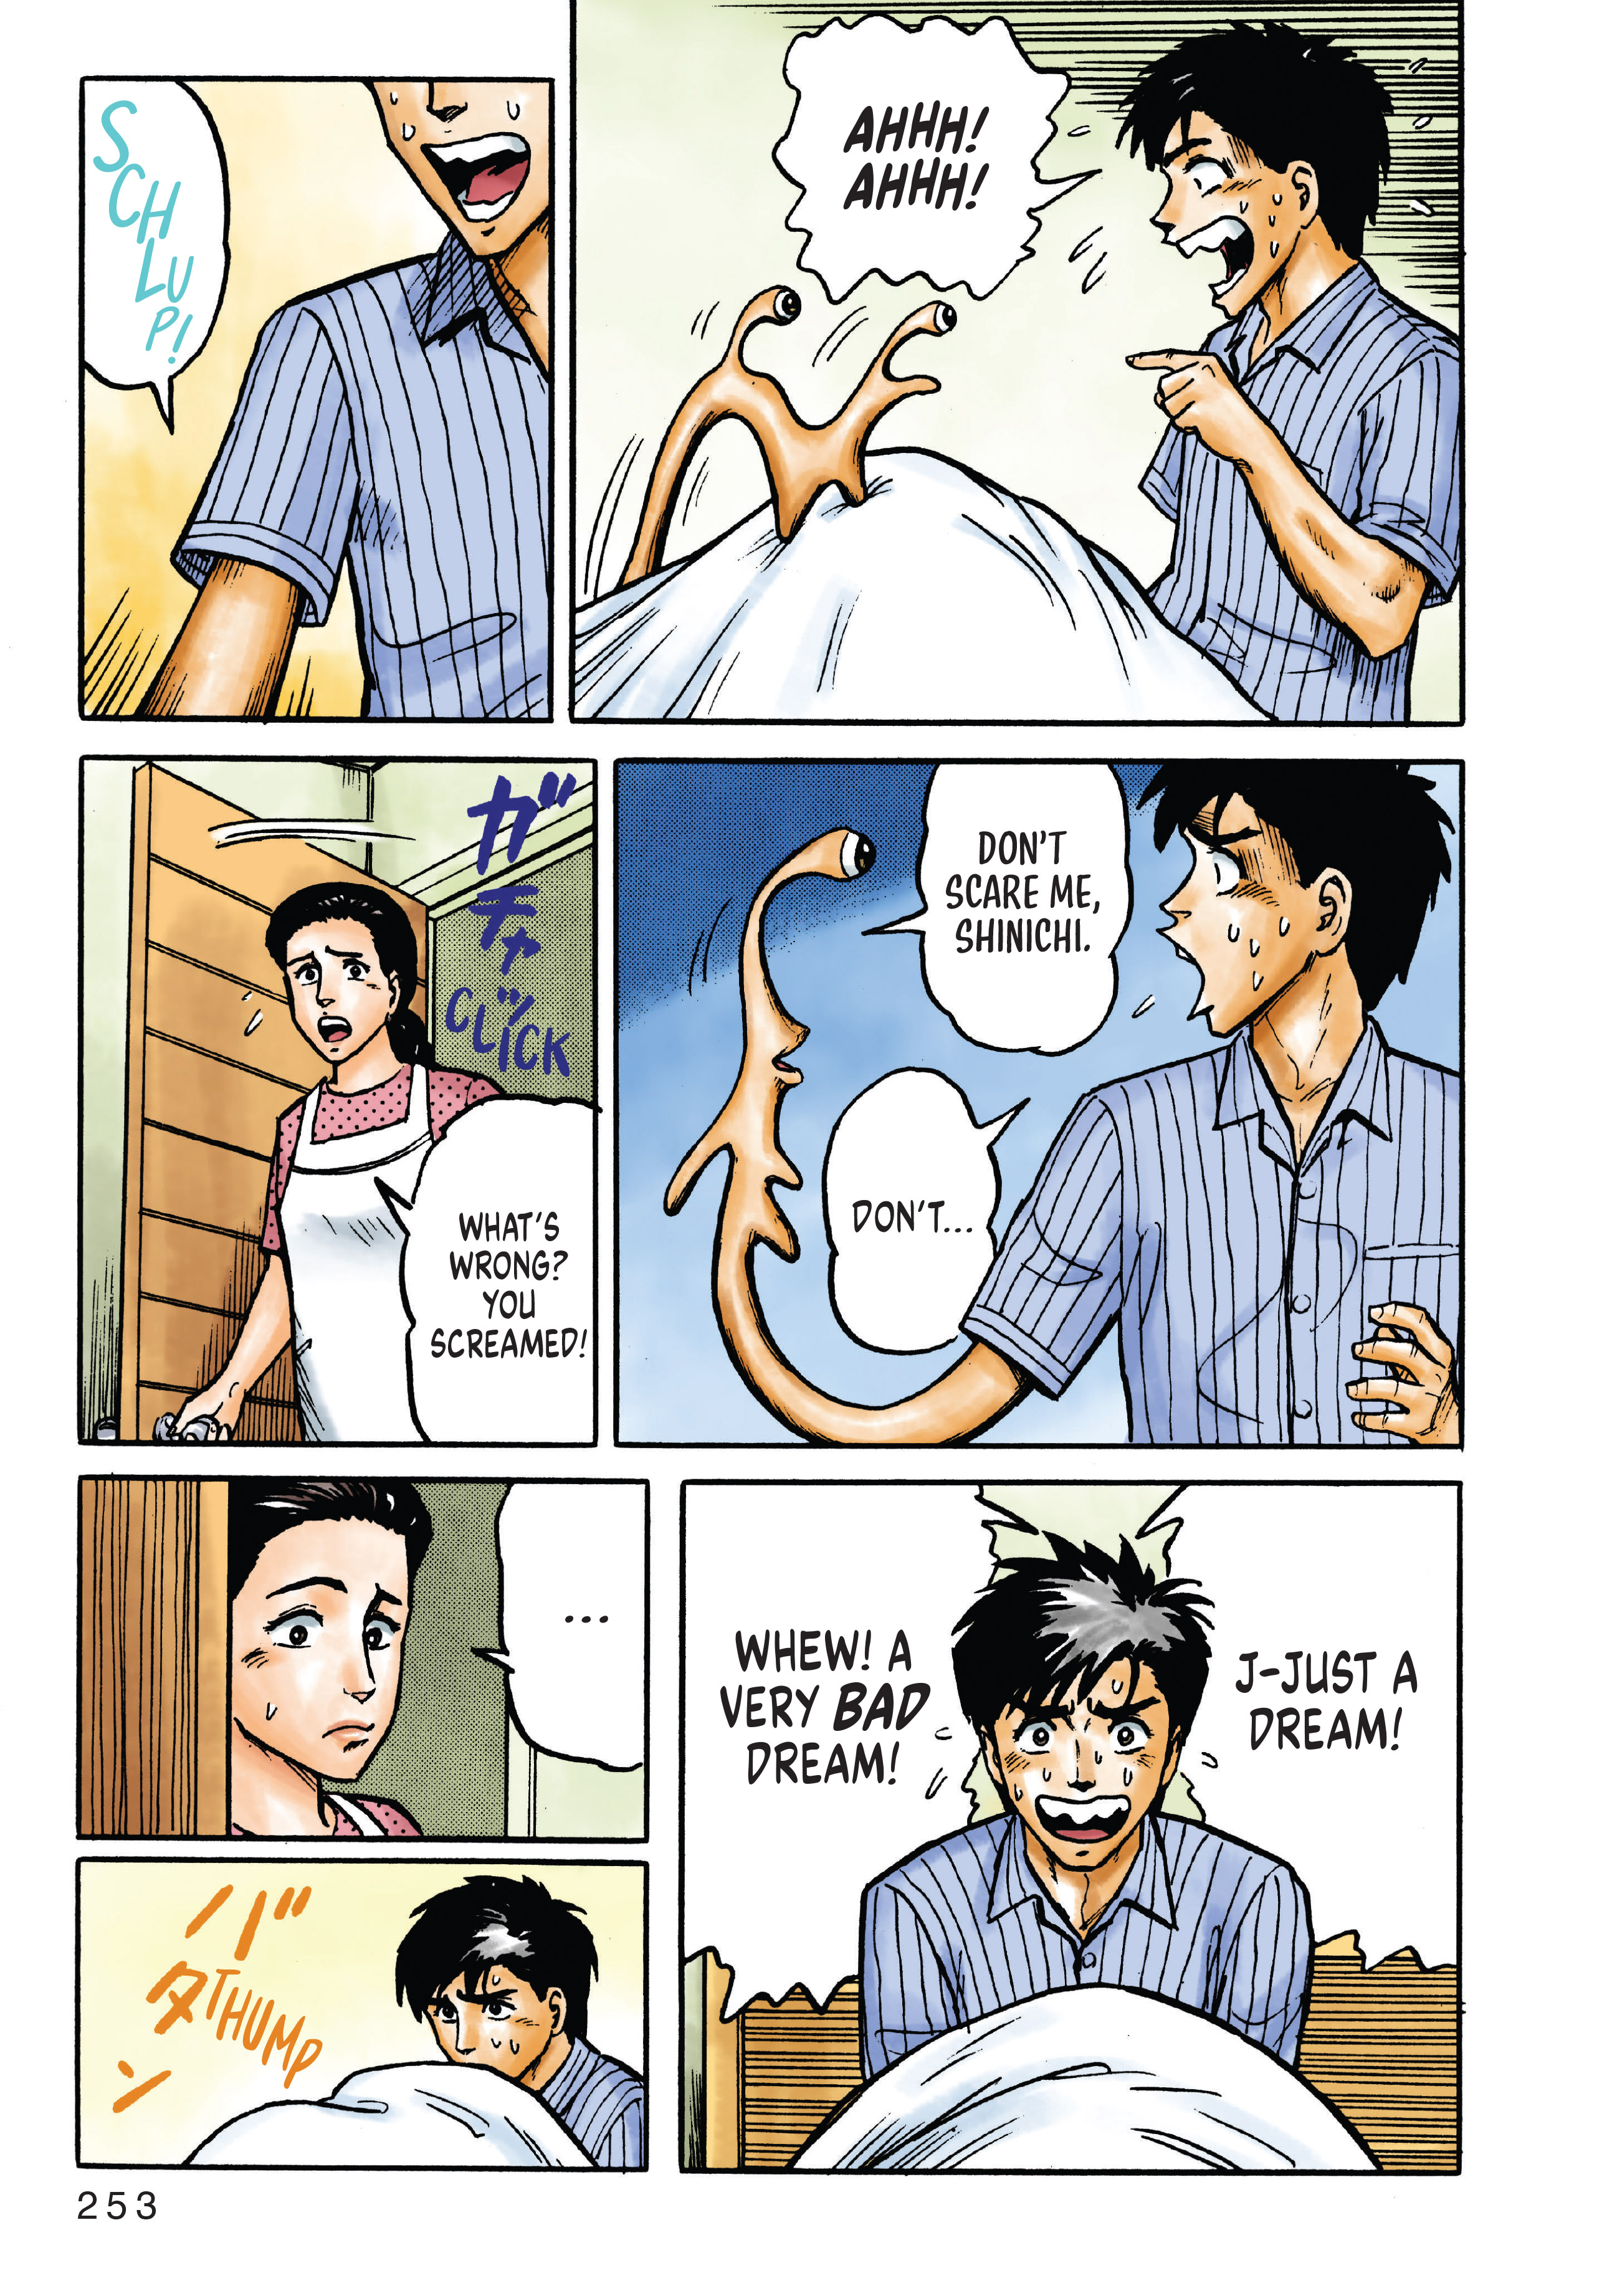 AHHH!
AHHH!
SCHLUP!
DON'T
SCARE ME,
SHINICHI.
DON'T...
ガチャッ
CLICK
WHAT'S
WRONG?
YOU
SCREAMED!
J-JUST A
DREAM!
WHEW! A
VERY BAD
DREAM!
...
バタン
THUMP
253